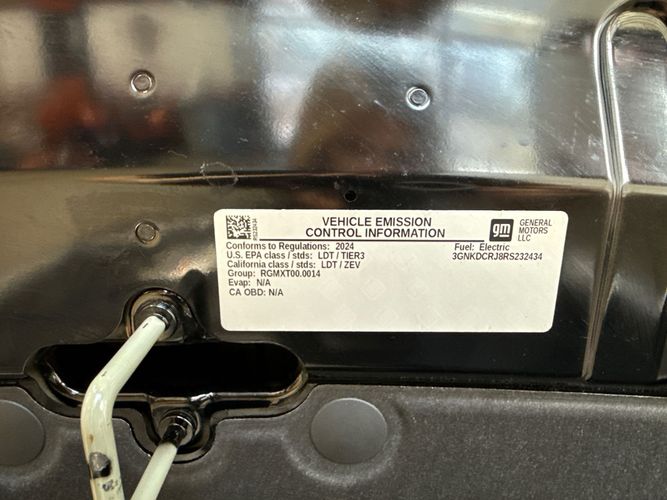 VEHICLE EMISSION
CONTROL INFORMATION
gm
GENERAL
MOTORS
LLC
Conforms to Regulations: 2024
U.S. EPA class / stds: LDT / TIER3
California class / stds: LDT / ZEV
Group: RGMXT00.0014
Evap: N/A
CA OBD: N/A
Fuel: Electric
3GNKDCRJ8RS232434